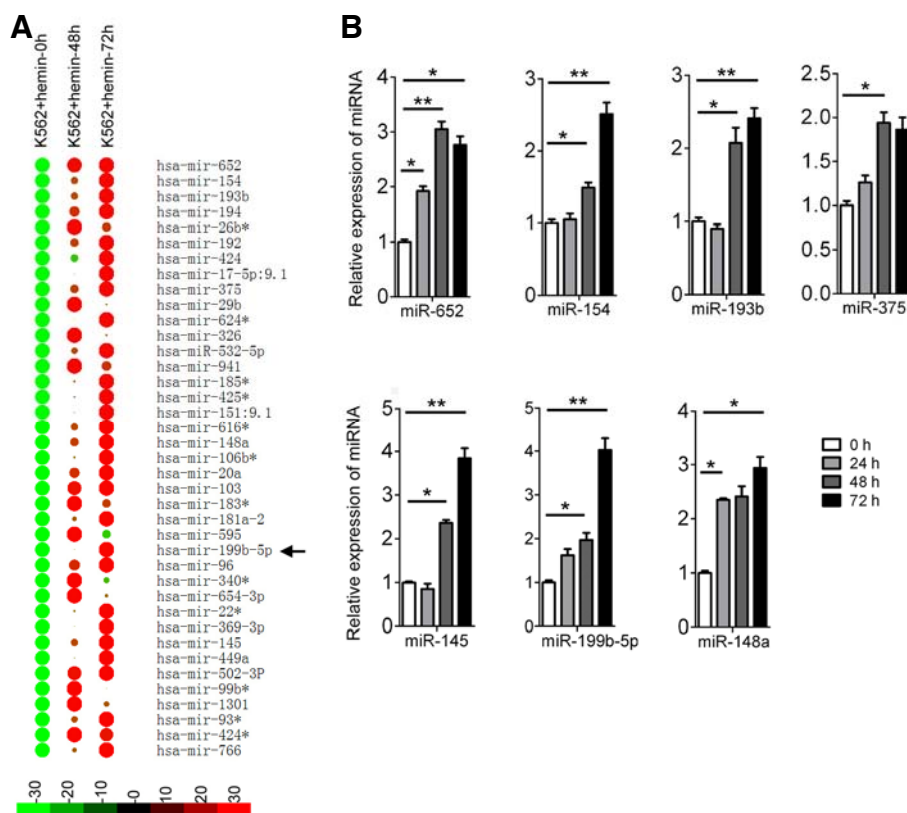 A
K562+hemin-0h
K562+hemin-48h
K562+hemin-72h
hsa-mir-652
hsa-mir-154
hsa-mir-193b
hsa-mir-194
hsa-mir-26b*
hsa-mir-192
hsa-mir-424
hsa-mir-17-5p:9.1
hsa-mir-375
hsa-mir-29b
hsa-mir-624*
hsa-mir-326
hsa-miR-532-5p
hsa-mir-941
hsa-mir-185*
hsa-mir-425*
hsa-mir-151:9.1
hsa-mir-616*
hsa-mir-148a
hsa-mir-106b*
hsa-mir-20a
hsa-mir-103
hsa-mir-183*
hsa-mir-181a-2
hsa-mir-595
hsa-mir-199b-5p
hsa-mir-96
hsa-mir-340*
hsa-mir-654-3p
hsa-mir-22*
hsa-mir-369-3p
hsa-mir-145
hsa-mir-449a
hsa-mir-502-3P
hsa-mir-99b*
hsa-mir-1301
hsa-mir-93*
hsa-mir-424*
hsa-mir-766
-30 -20 -10 -0 10 20 30
B
Relative expression of miRNA
4
3
2
1
0
*
**
*
miR-652
3
2
1
0
**
*
miR-154
3
2
1
0
**
*
miR-193b
2.5
2.0
1.5
1.0
0.5
0.0
*
miR-375
Relative expression of miRNA
5
4
3
2
1
0
**
*
miR-145
5
4
3
2
1
0
**
*
miR-199b-5p
4
3
2
1
0
*
*
miR-148a
0 h
24 h
48 h
72 h